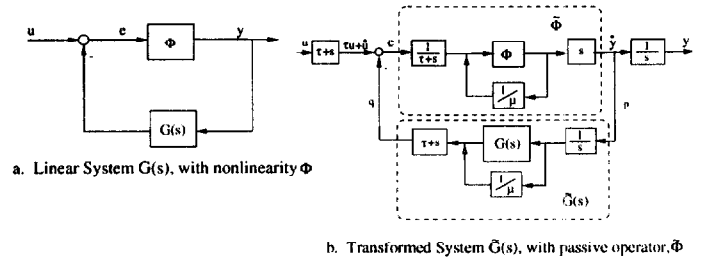 u e Φ y
G(s)
a. Linear System G(s), with nonlinearity Φ
Φ̃
u τ+s τu+u̇ e 1/τ+s Φ s ẏ 1/s y
1/μ
q p
τ+s G(s) 1/s
1/μ
G̃(s)
b. Transformed System G̃(s), with passive operator,Φ̃